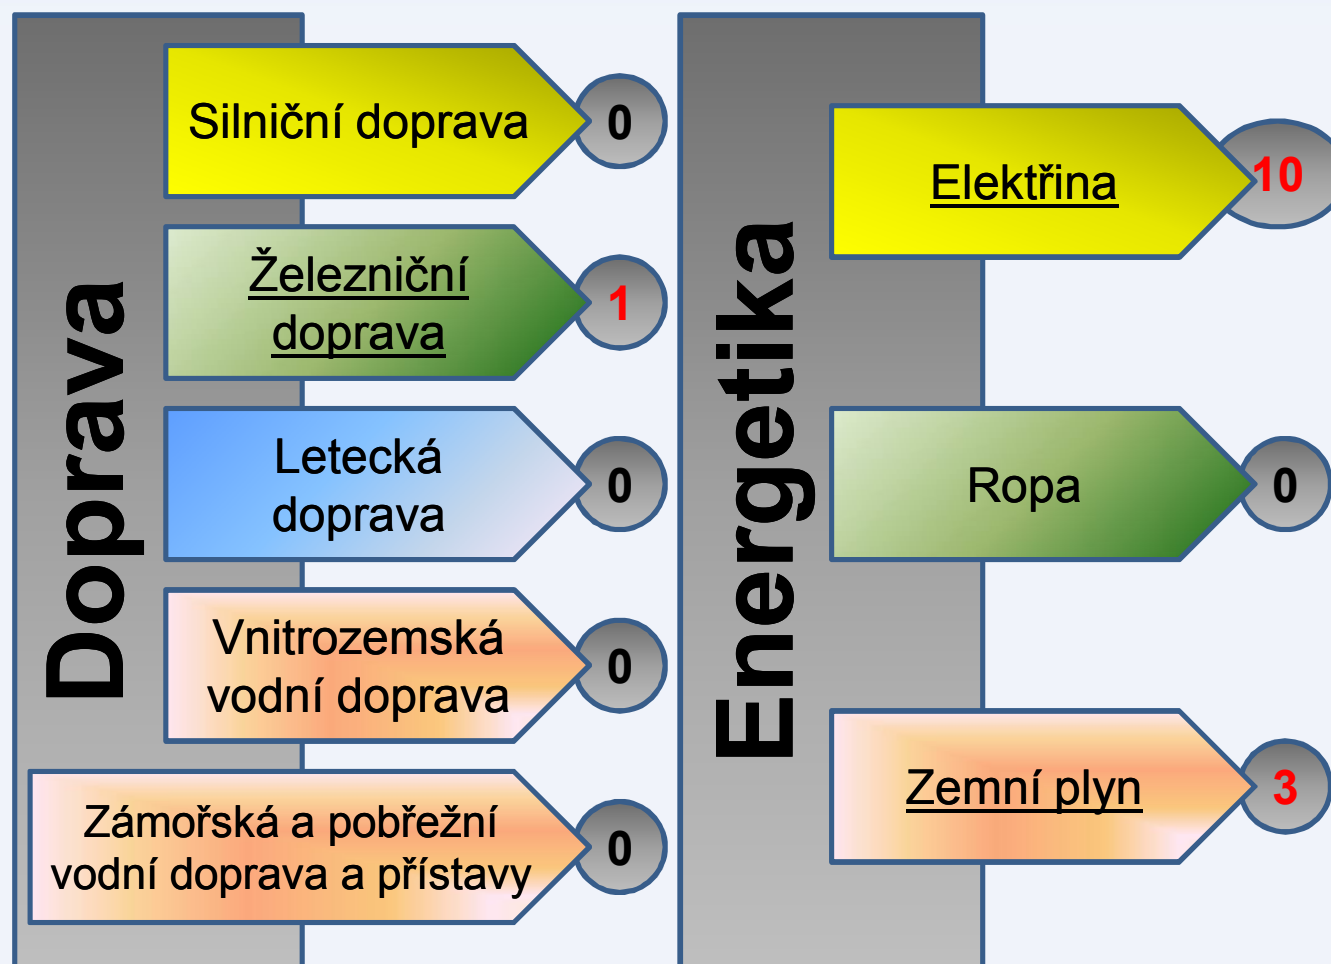 Doprava
Silniční doprava
0
Železniční
doprava
1
Letecká
doprava
0
Vnitrozemská
vodní doprava
0
Zámořská a pobřežní
vodní doprava a přístavy
0
Energetika
Elektřina
10
Ropa
0
Zemní plyn
3